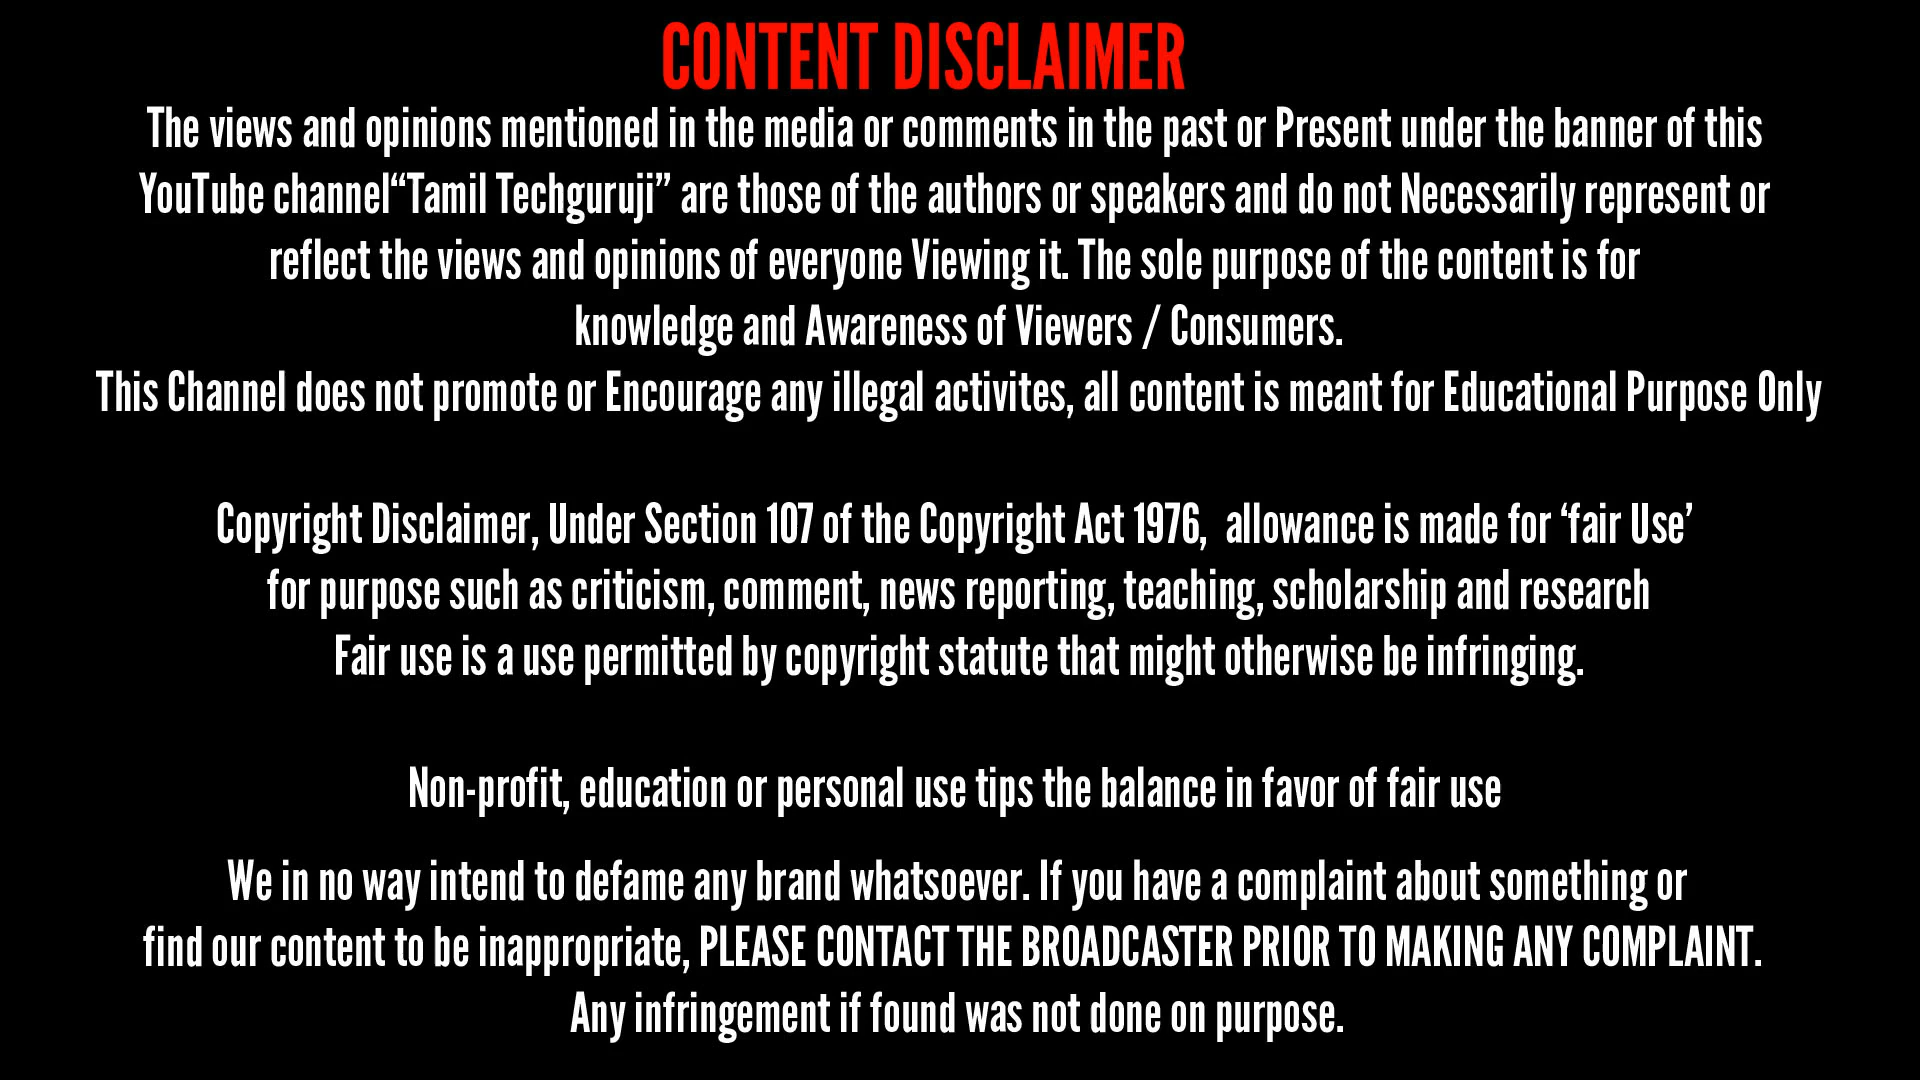 CONTENT DISCLAIMER
The views and opinions mentioned in the media or comments in the past or Present under the banner of this
YouTube channel“Tamil Techguruji” are those of the authors or speakers and do not Necessarily represent or
reflect the views and opinions of everyone Viewing it. The sole purpose of the content is for
knowledge and Awareness of Viewers / Consumers.
This Channel does not promote or Encourage any illegal activites, all content is meant for Educational Purpose Only
Copyright Disclaimer, Under Section 107 of the Copyright Act 1976, allowance is made for ‘fair Use’
for purpose such as criticism, comment, news reporting, teaching, scholarship and research
Fair use is a use permitted by copyright statute that might otherwise be infringing.
Non-profit, education or personal use tips the balance in favor of fair use
We in no way intend to defame any brand whatsoever. If you have a complaint about something or
find our content to be inappropriate, PLEASE CONTACT THE BROADCASTER PRIOR TO MAKING ANY COMPLAINT.
Any infringement if found was not done on purpose.